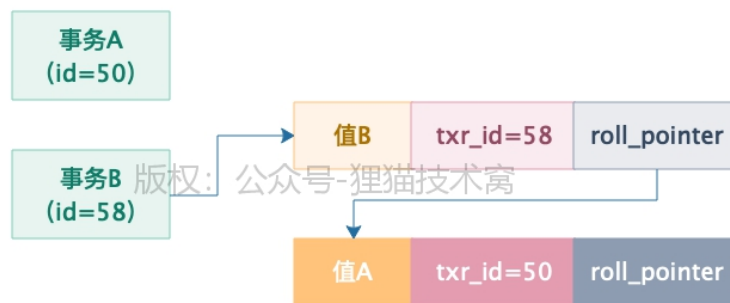 事务A
(id=50)
值B
txr_id=58
roll_pointer
事务B
(id=58)
版权：公众号-狸猫技术窝
值A
txr_id=50
roll_pointer